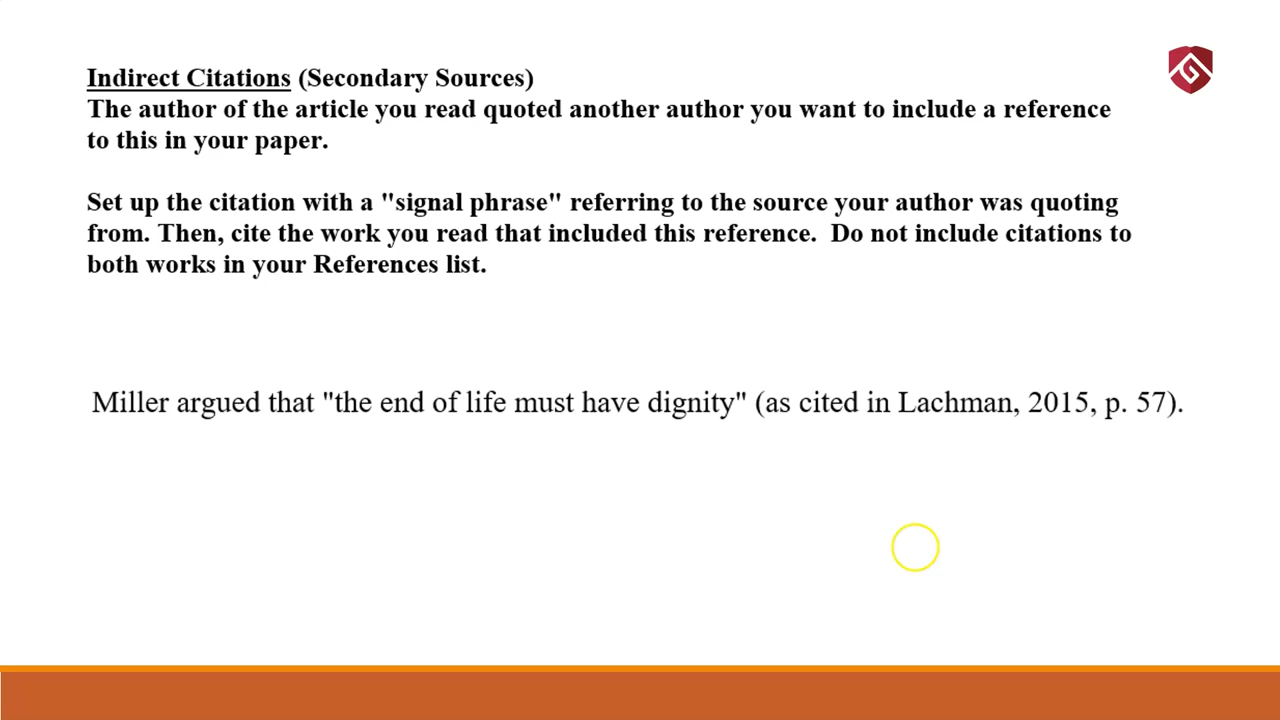 Indirect Citations (Secondary Sources)
The author of the article you read quoted another author you want to include a reference
to this in your paper.
Set up the citation with a "signal phrase" referring to the source your author was quoting
from. Then, cite the work you read that included this reference.  Do not include citations to
both works in your References list.
Miller argued that "the end of life must have dignity" (as cited in Lachman, 2015, p. 57).